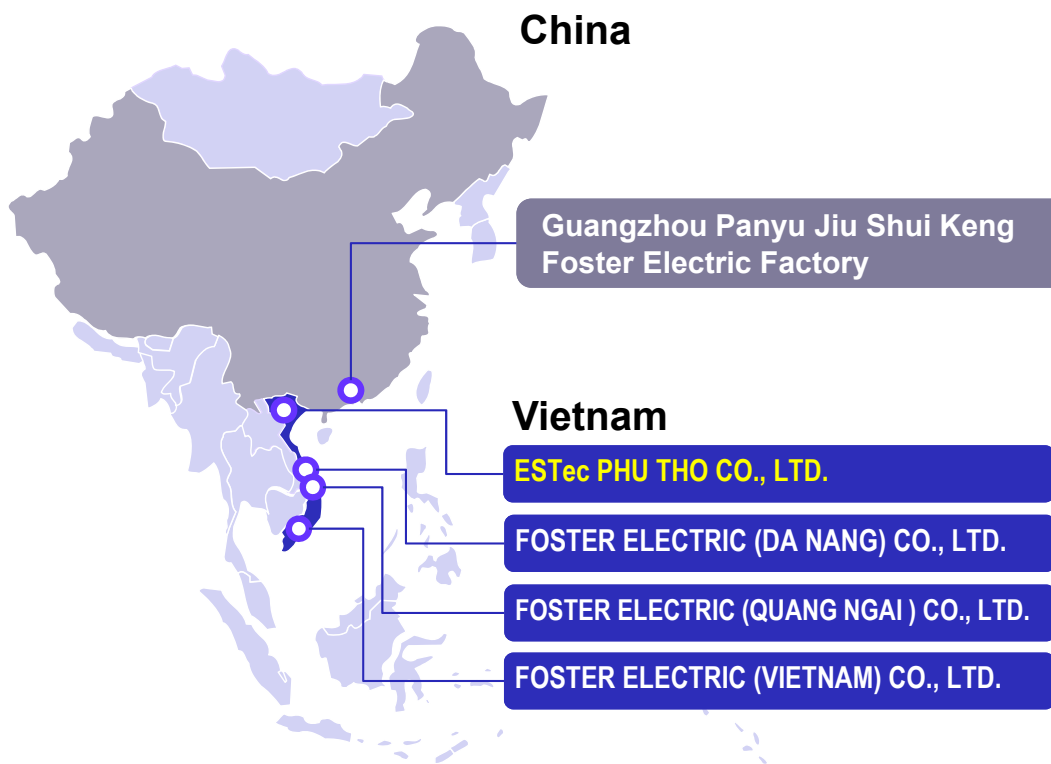 China
Guangzhou Panyu Jiu Shui Keng
Foster Electric Factory
Vietnam
ESTec PHU THO CO., LTD.
FOSTER ELECTRIC (DA NANG) CO., LTD.
FOSTER ELECTRIC (QUANG NGAI ) CO., LTD.
FOSTER ELECTRIC (VIETNAM) CO., LTD.